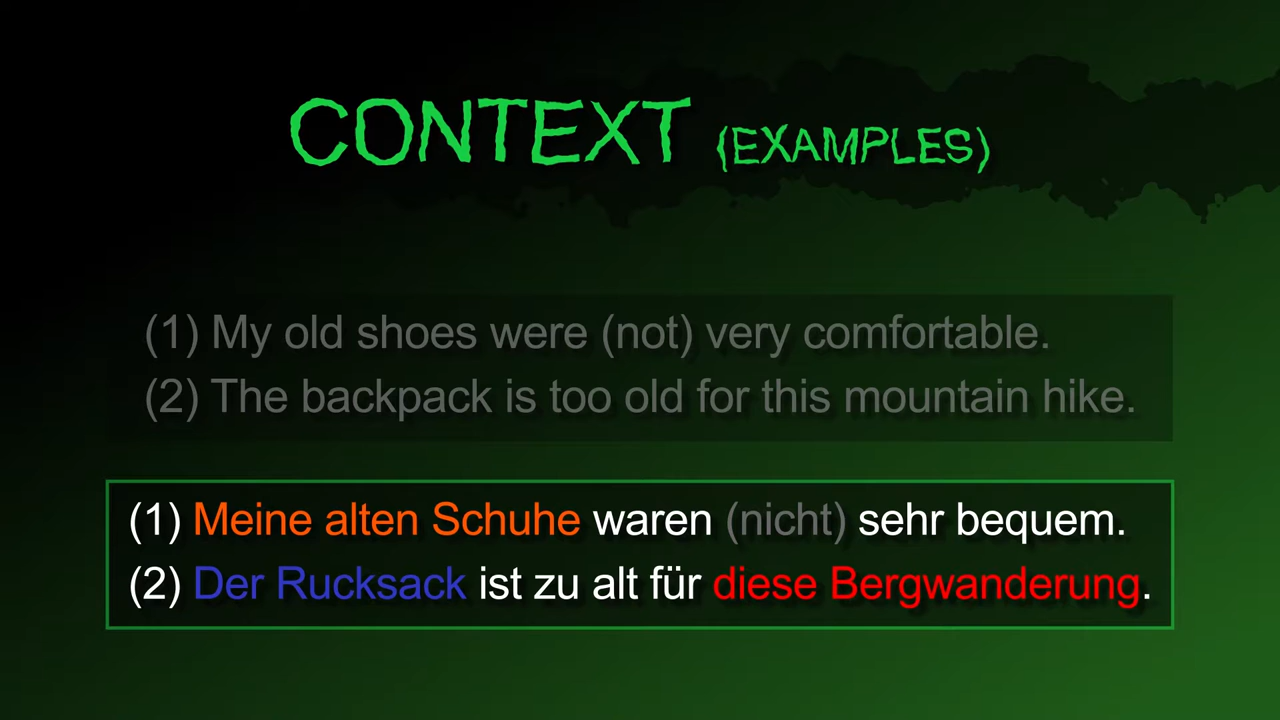 CONTEXT (EXAMPLES)
(1) My old shoes were (not) very comfortable.
(2) The backpack is too old for this mountain hike.
(1) Meine alten Schuhe waren (nicht) sehr bequem.
(2) Der Rucksack ist zu alt für diese Bergwanderung.